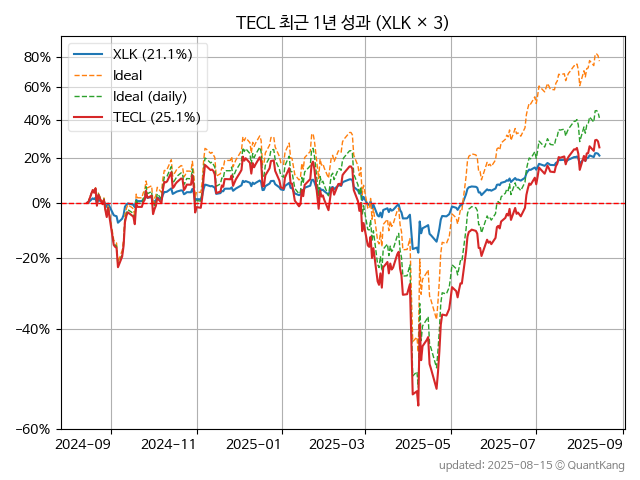 TECL 최근 1년 성과 (XLK × 3)
XLK (21.1%)
Ideal
Ideal (daily)
TECL (25.1%)
80%
60%
40%
20%
0%
−20%
−40%
−60%
2024-09 2024-11 2025-01 2025-03 2025-05 2025-07 2025-09
updated: 2025-08-15 © QuantKang